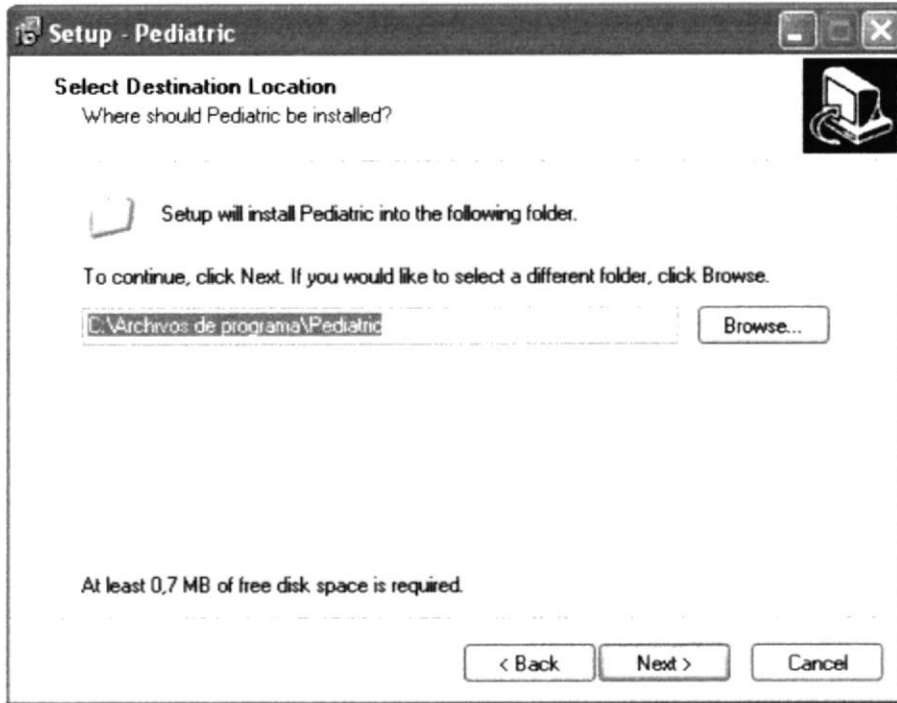 Setup - Pediatric
Select Destination Location
Where should Pediatric be installed?
Setup will install Pediatric into the following folder.
To continue, click Next. If you would like to select a different folder, click Browse.
C:\Archivos de programa\Pediatric
Browse...
At least 0,7 MB of free disk space is required.
< Back
Next >
Cancel